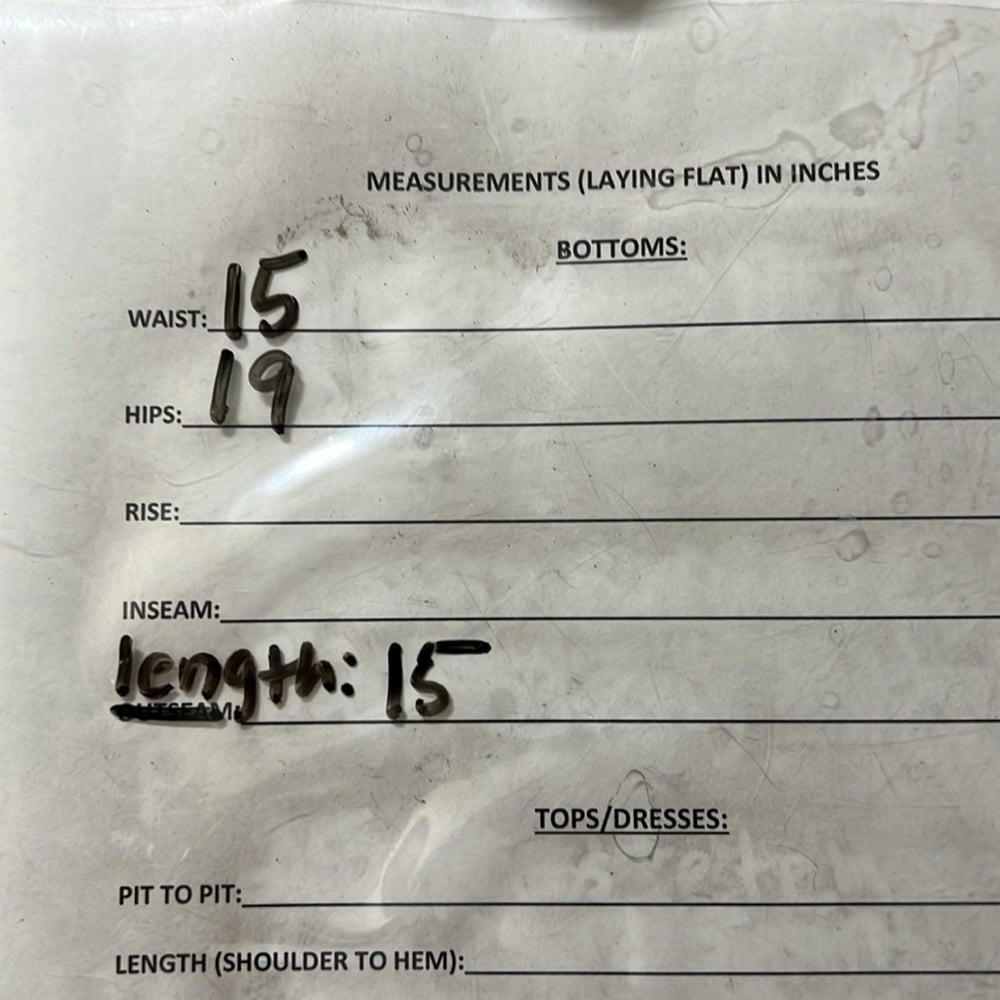 MEASUREMENTS (LAYING FLAT) IN INCHES
BOTTOMS:
WAIST: 15
HIPS: 19
RISE:
INSEAM:
length: 15
OUTSEAM:
TOPS/DRESSES:
PIT TO PIT:
LENGTH (SHOULDER TO HEM):